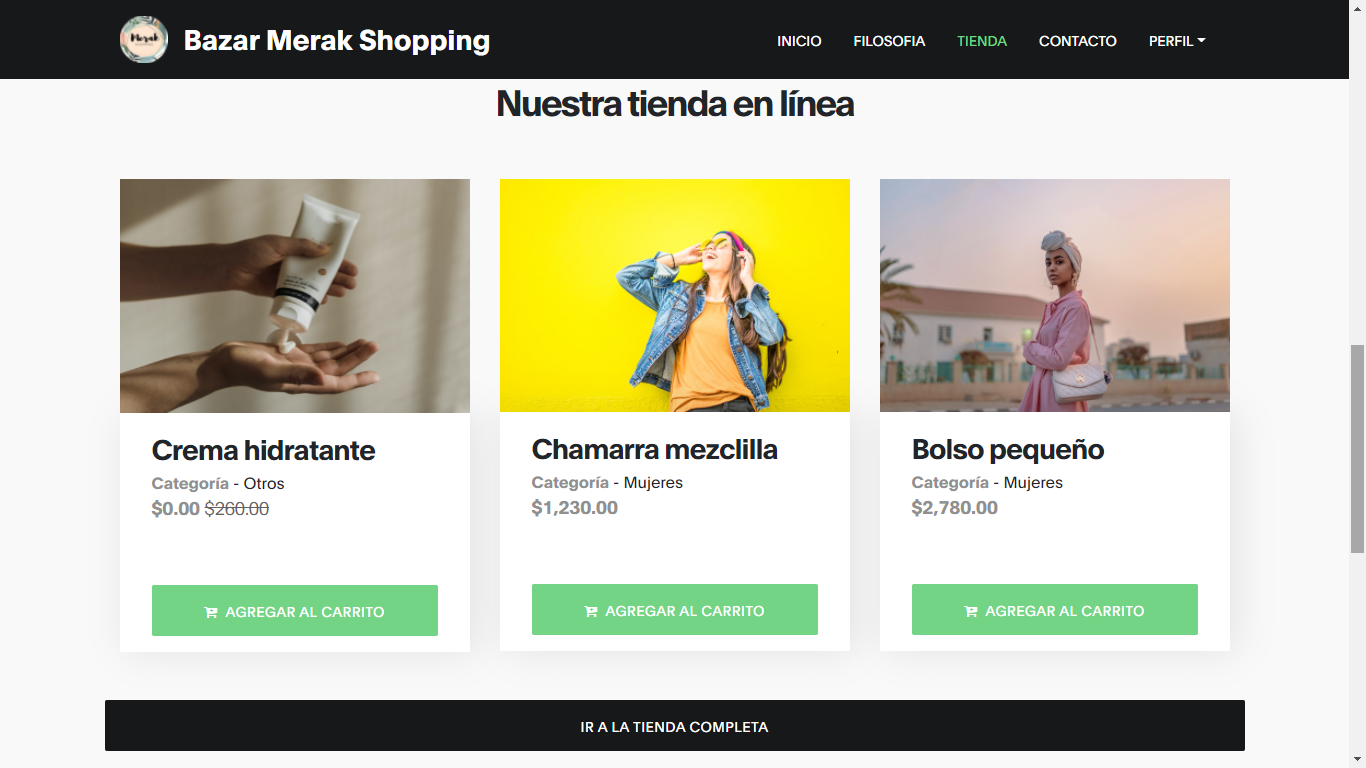 Merak
Bazar Merak Shopping
INICIO FILOSOFIA TIENDA CONTACTO PERFIL
Nuestra tienda en línea
Crema hidratante
Categoría - Otros
$0.00 $260.00
AGREGAR AL CARRITO
Chamarra mezclilla
Categoría - Mujeres
$1,230.00
AGREGAR AL CARRITO
Bolso pequeño
Categoría - Mujeres
$2,780.00
AGREGAR AL CARRITO
IR A LA TIENDA COMPLETA